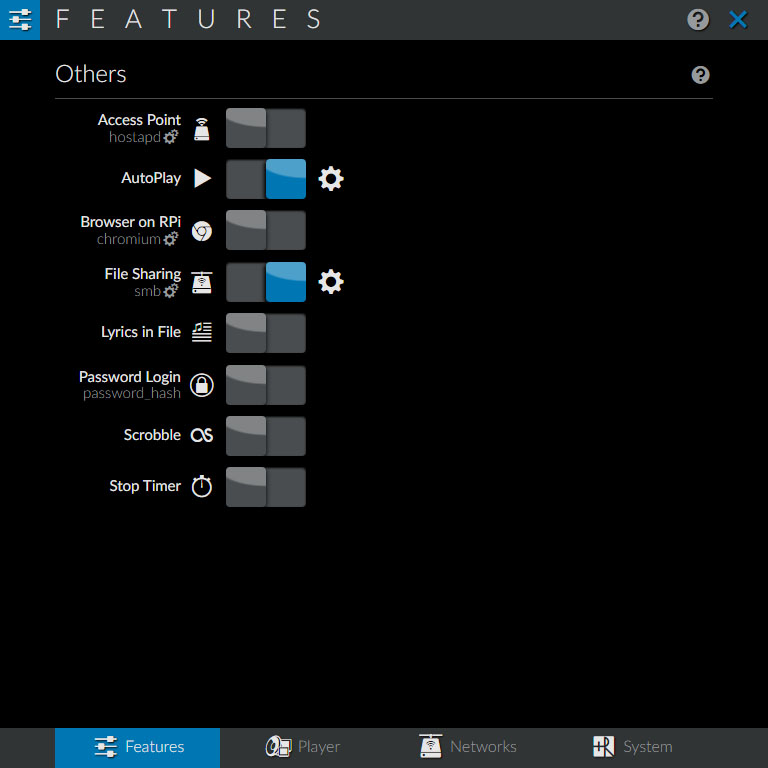 FEATURES
Others
Access Point
hostapd
AutoPlay
Browser on RPi
chromium
File Sharing
smb
Lyrics in File
Password Login
password_hash
Scrobble
Stop Timer
Features Player Networks System